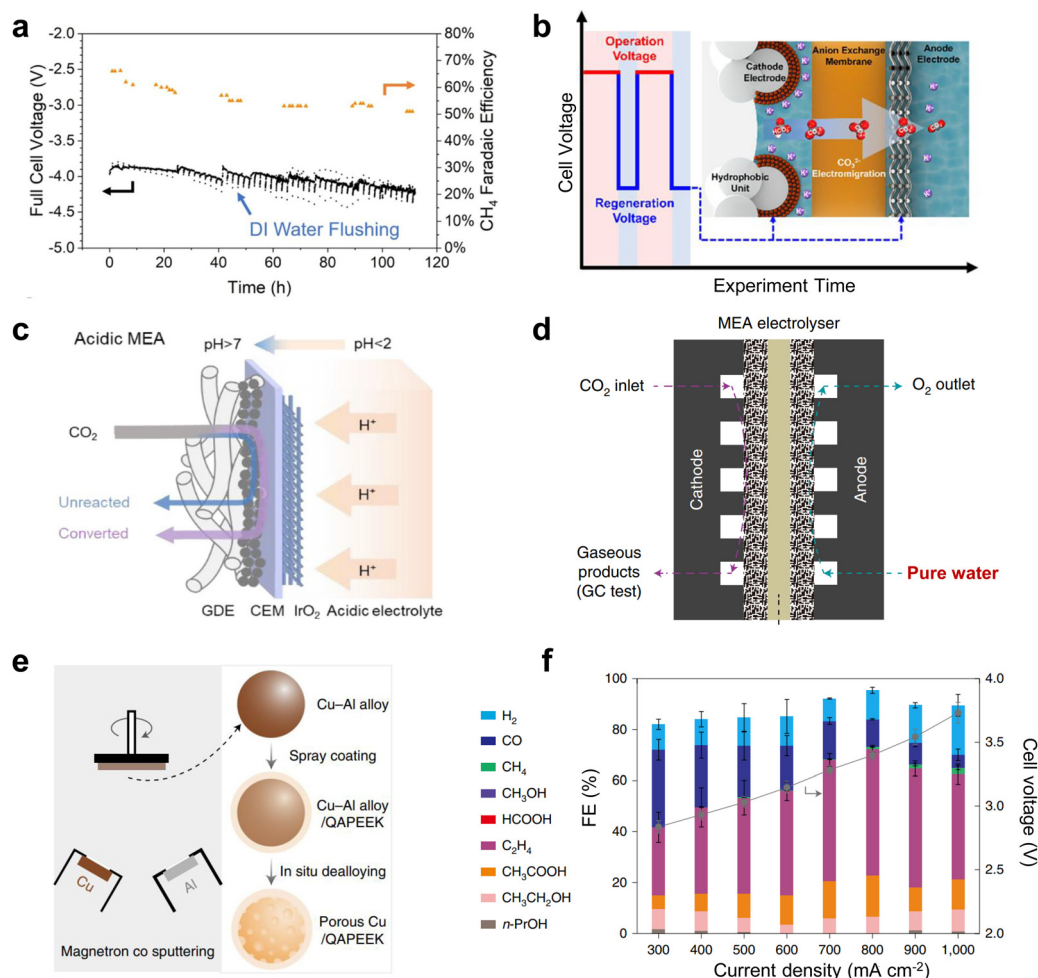 a
-2.0
-2.5
-3.0
-3.5
-4.0
-4.5
-5.0
Full Cell Voltage (V)
80%
70%
60%
50%
40%
30%
20%
10%
0%
CH₄ Faradaic Efficiency
DI Water Flushing
0 20 40 60 80 100 120
Time (h)
b
Cell Voltage
Operation
Voltage
Regeneration
Voltage
Cathode
Electrode
Anion Exchange
Membrane
Anode
Electrode
Hydrophobic
Unit
CO₃²⁻
Electromigration
Experiment Time
c
Acidic MEA
pH>7
pH<2
CO₂
Unreacted
Converted
H⁺
H⁺
H⁺
GDE CEM IrO₂ Acidic electrolyte
d
MEA electrolyser
CO₂ inlet
O₂ outlet
Cathode
Anode
Gaseous
products
(GC test)
Pure water
e
Cu
Al
Magnetron co sputtering
Cu–Al alloy
Spray coating
Cu–Al alloy
/QAPEEK
In situ dealloying
Porous Cu
/QAPEEK
f
H₂
CO
CH₄
CH₃OH
HCOOH
C₂H₄
CH₃COOH
CH₃CH₂OH
n-PrOH
100
80
60
40
20
0
FE (%)
4.0
3.5
3.0
2.5
2.0
Cell voltage (V)
300 400 500 600 700 800 900 1,000
Current density (mA cm⁻²)